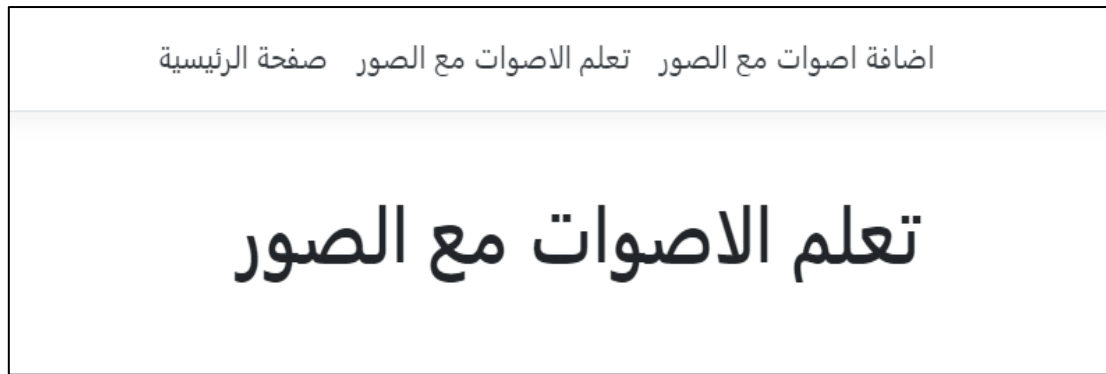 اضافة اصوات مع الصور تعلم الاصوات مع الصور صفحة الرئيسية
تعلم الاصوات مع الصور